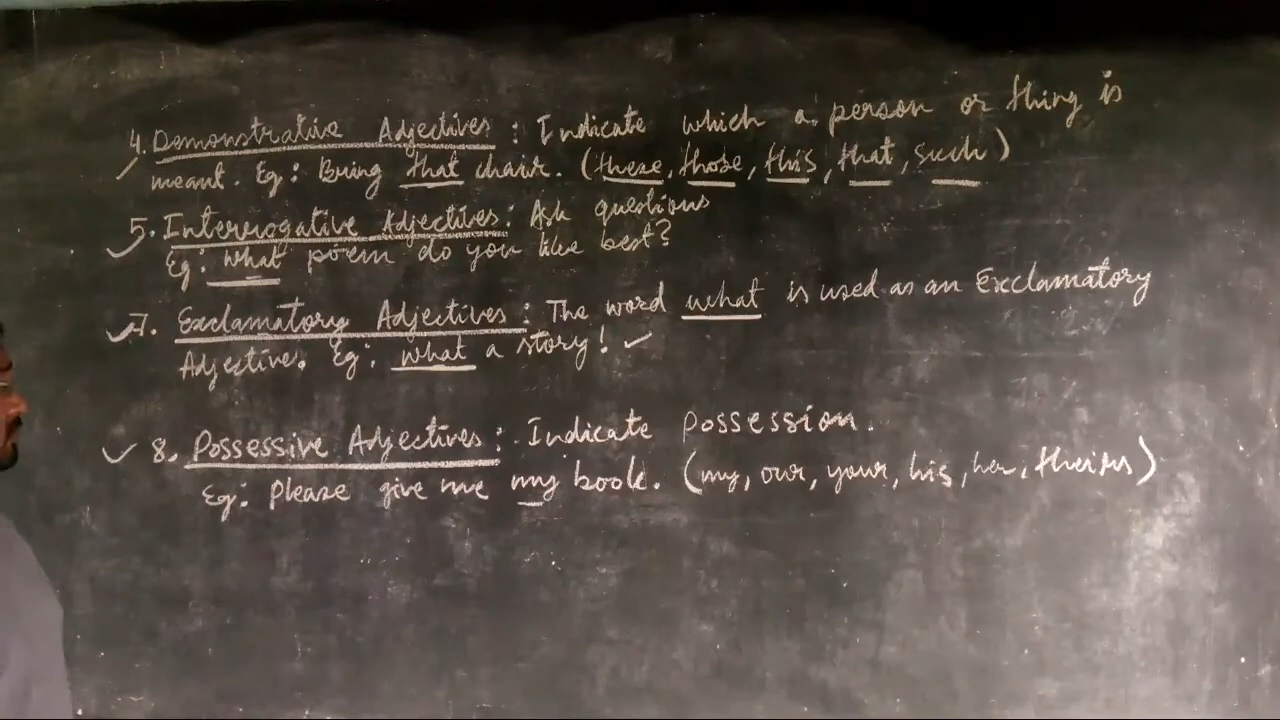 4. Demonstrative Adjectives : Indicate which a person or thing is
meant. Eg: Bring that chair. (these, those, this, that, such)
5. Interrogative Adjectives: Ask questions
Eg: what poem do you like best?
7. Exclamatory Adjectives : The word what is used as an Exclamatory
Adjective. Eg: what a story!
8. Possessive Adjectives: Indicate possession.
Eg: Please give me my book. (my, our, your, his, her, theirs)